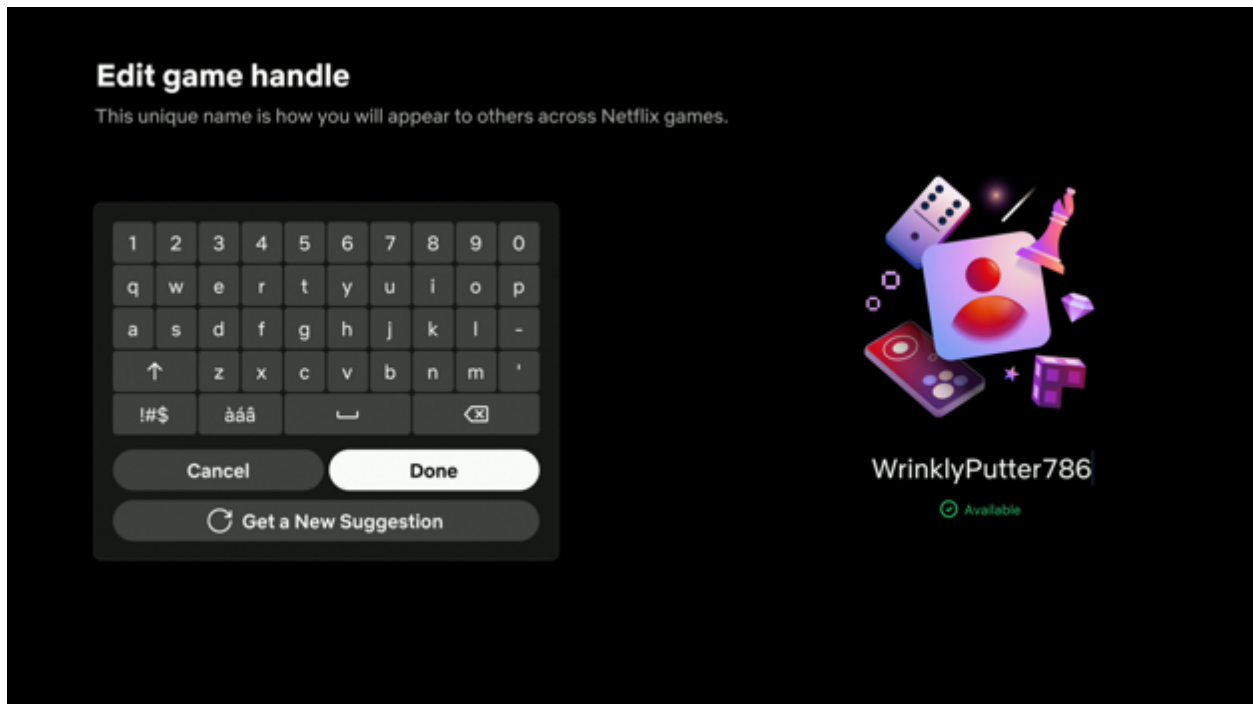 Edit game handle
This unique name is how you will appear to others across Netflix games.
1 2 3 4 5 6 7 8 9 0
q w e r t y u i o p
a s d f g h j k l -
z x c v b n m '
!#$ àáâ
Cancel Done
Get a New Suggestion
WrinklyPutter786
Available